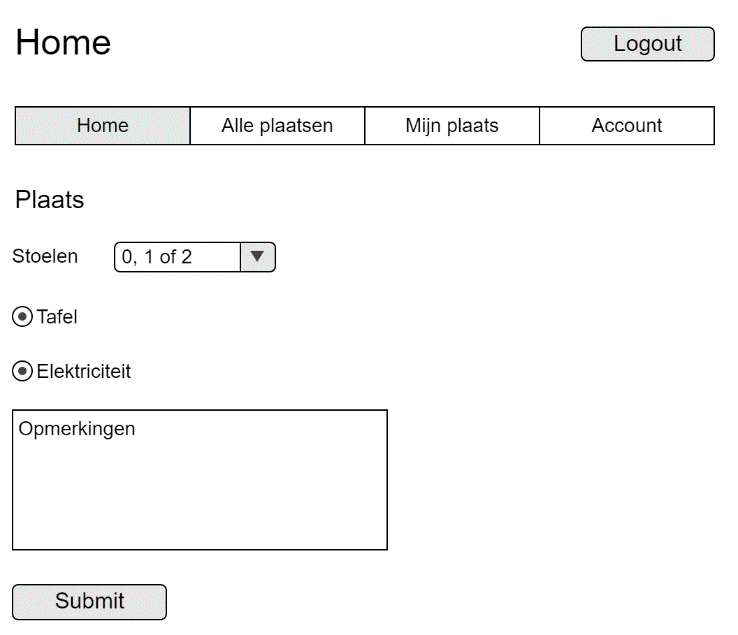 Home
Logout
Home
Alle plaatsen
Mijn plaats
Account
Plaats
Stoelen
0, 1 of 2
Tafel
Elektriciteit
Opmerkingen
Submit